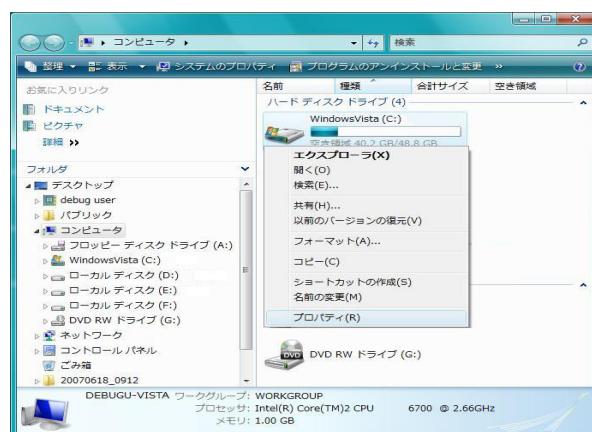 コンピュータ
検索
整理 表示 システムのプロパティ プログラムのアンインストールと変更 »
お気に入りリンク
ドキュメント
ピクチャ
詳細 »
フォルダ
デスクトップ
debug user
パブリック
コンピュータ
フロッピー ディスク ドライブ (A:)
WindowsVista (C:)
ローカル ディスク (D:)
ローカル ディスク (E:)
ローカル ディスク (F:)
DVD RW ドライブ (G:)
ネットワーク
コントロール パネル
ごみ箱
20070618_0912
名前 種類 合計サイズ 空き領域
ハード ディスク ドライブ (4)
WindowsVista (C:)
空き領域 40.2 GB/48.8 GB
エクスプローラ(X)
開く(O)
検索(E)...
共有(H)...
以前のバージョンの復元(V)
フォーマット(A)...
コピー(C)
ショートカットの作成(S)
名前の変更(M)
プロパティ(R)
DVD RW ドライブ (G:)
DEBUGU-VISTA ワークグループ: WORKGROUP
プロセッサ: Intel(R) Core(TM)2 CPU 6700 @ 2.66GHz
メモリ: 1.00 GB